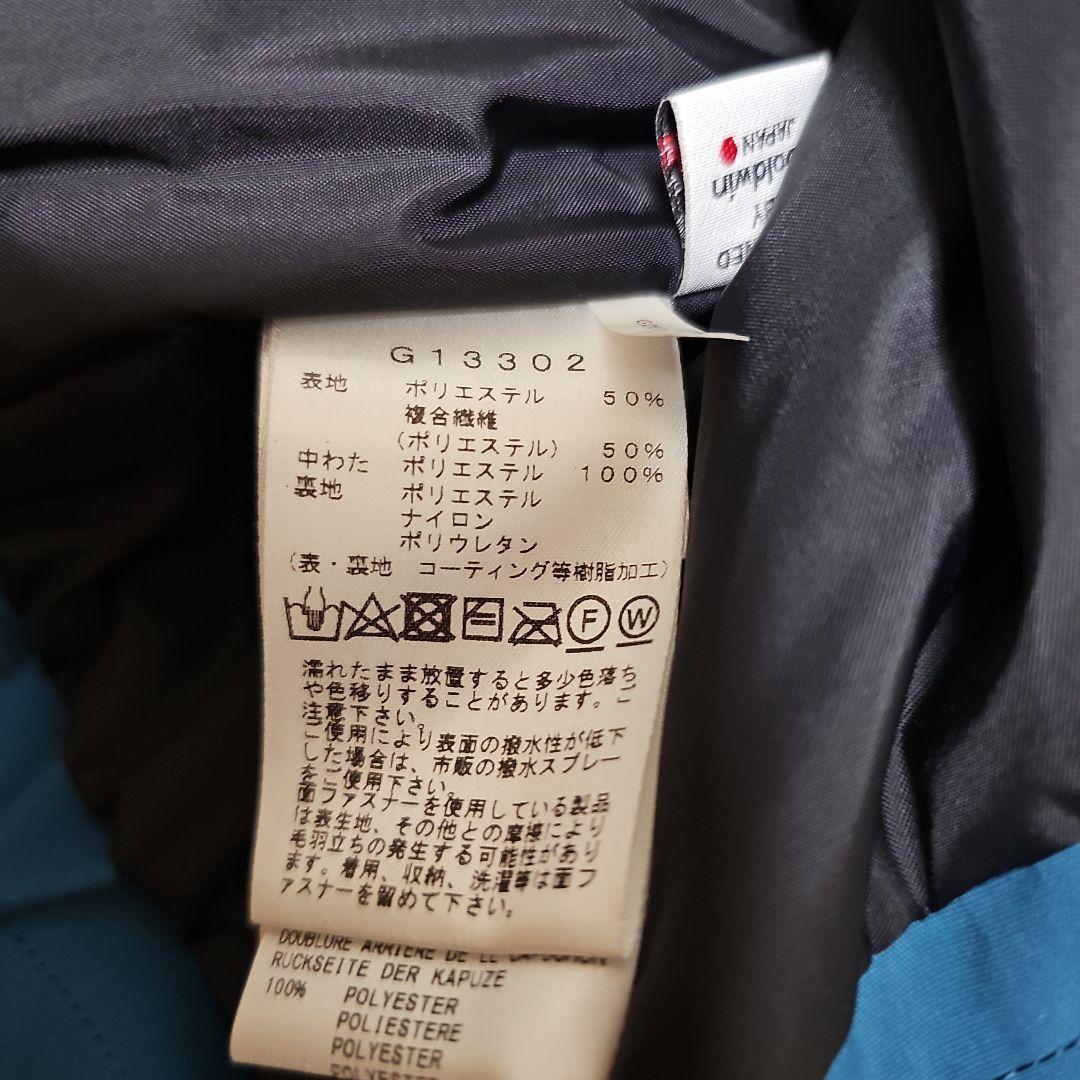 JAPAN
oldwin
G13302
表地 ポリエステル 50%
複合繊維
(ポリエステル) 50%
中わた ポリエステル 100%
裏地 ポリエステル
ナイロン
ポリウレタン
(表・裏地 コーティング等樹脂加工)
F W
濡れたまま放置すると多少色落ち
や色移りすることがあります。ご
注意下さい。
ご使用により表面の撥水性が低下
した場合は、市販の撥水スプレー
をご使用下さい。
面ファスナーを使用している製品
は表生地、その他との摩擦により
毛羽立ちの発生する可能性があり
ます。着用、収納、洗濯等は面フ
ァスナーを留めて下さい。
DOUBLURE ARRIERE DE
RUCKSEITE DER KAPUZE
100% POLYESTER
POLIESTERE
POLYESTER
POLYESTER